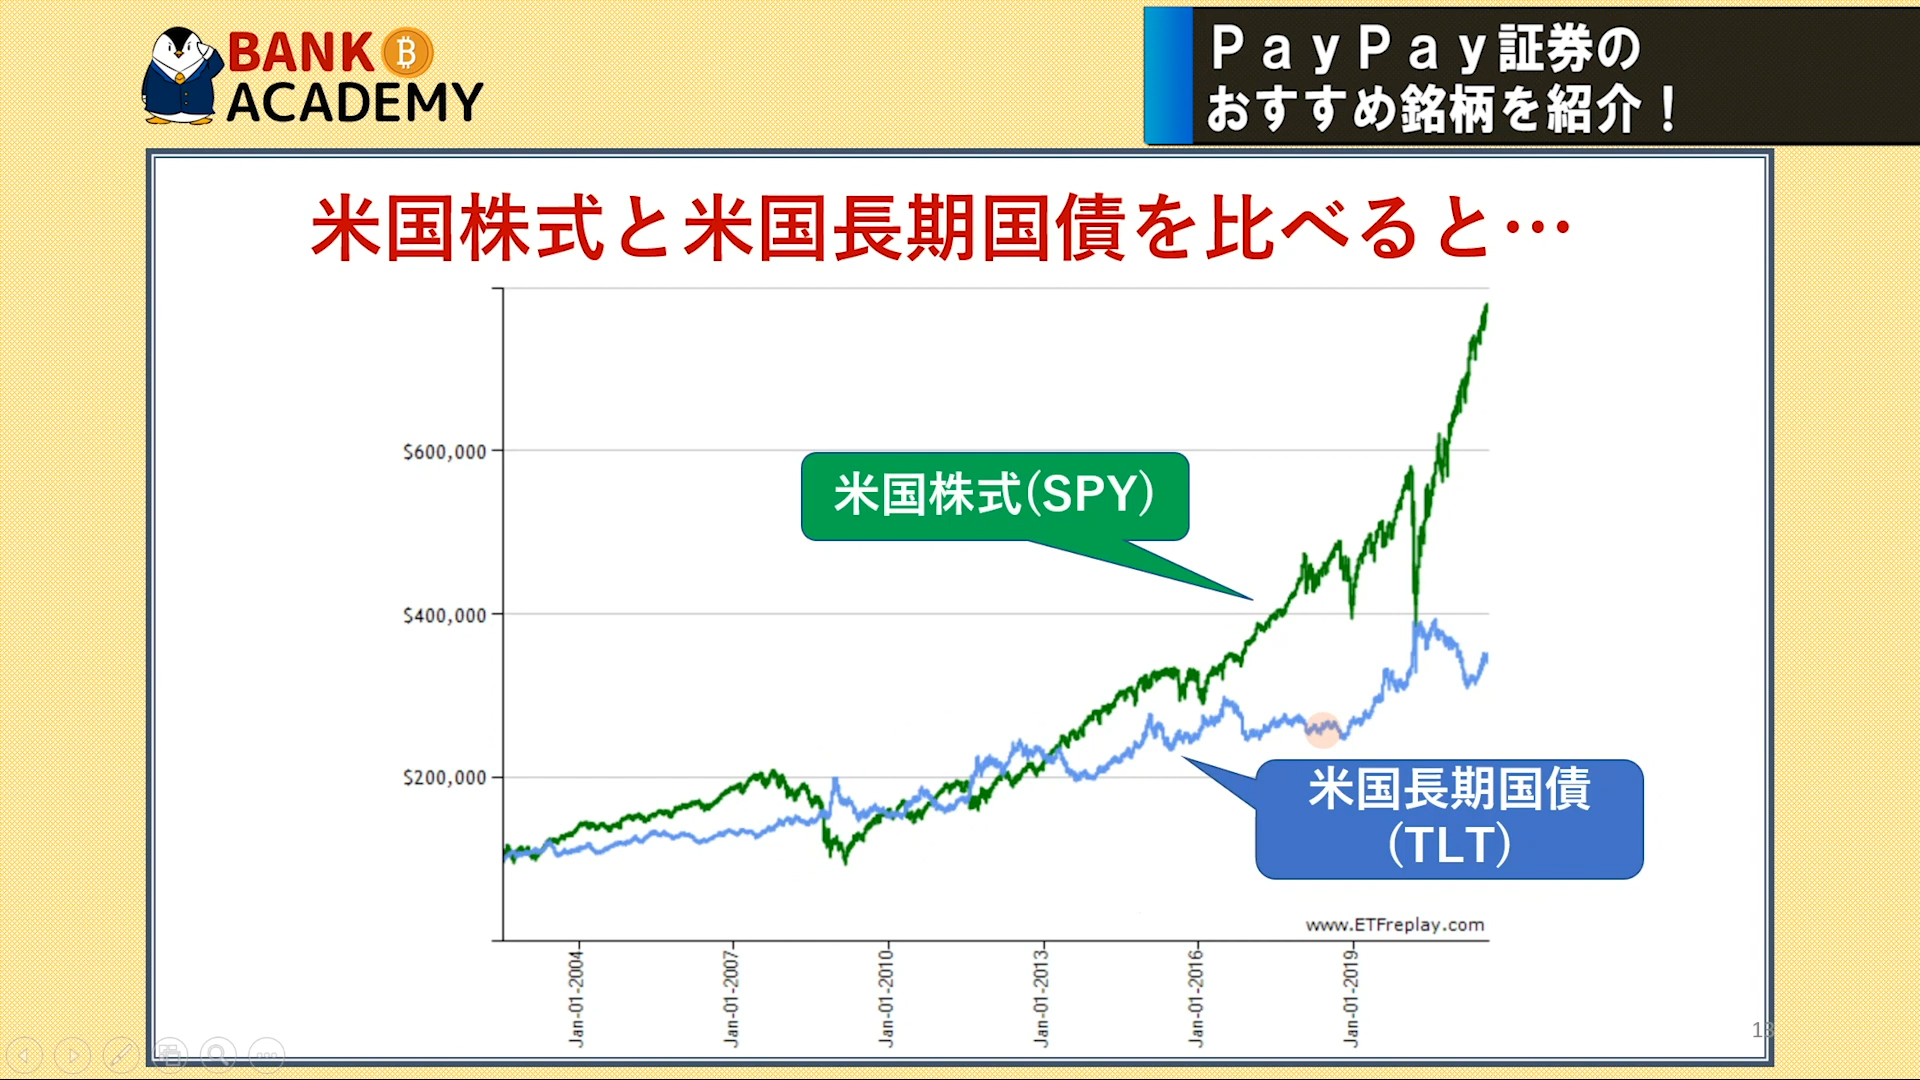 BANK
ACADEMY
PayPay証券の
おすすめ銘柄を紹介！
米国株式と米国長期国債を比べると…
$600,000
$400,000
$200,000
米国株式(SPY)
米国長期国債
(TLT)
www.ETFreplay.com
Jan-01-2004
Jan-01-2007
Jan-01-2010
Jan-01-2013
Jan-01-2016
Jan-01-2019
13